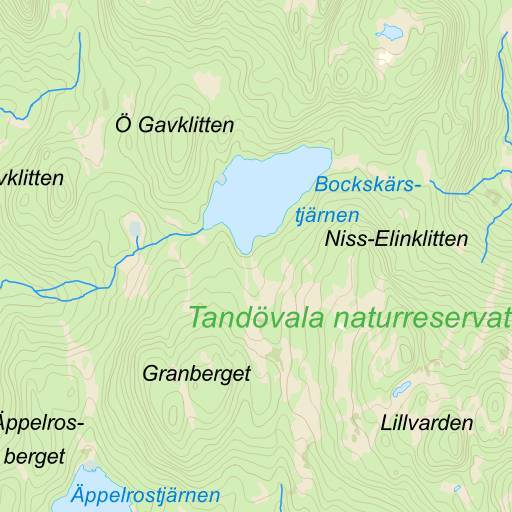 Ö Gavklitten
vklitten
Bockskärs-
tjärnen
Niss-Elinklitten
Tandövala naturreservat
Granberget
Äppelros-
berget
Lillvarden
Äppelrostjärnen